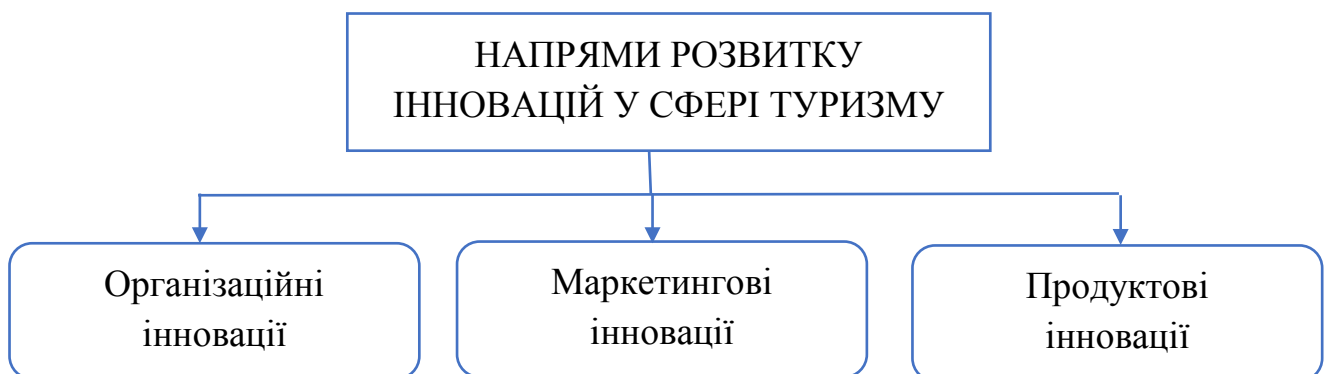 НАПРЯМИ РОЗВИТКУ
ІННОВАЦІЙ У СФЕРІ ТУРИЗМУ
Організаційні
інновації
Маркетингові
інновації
Продуктові
інновації